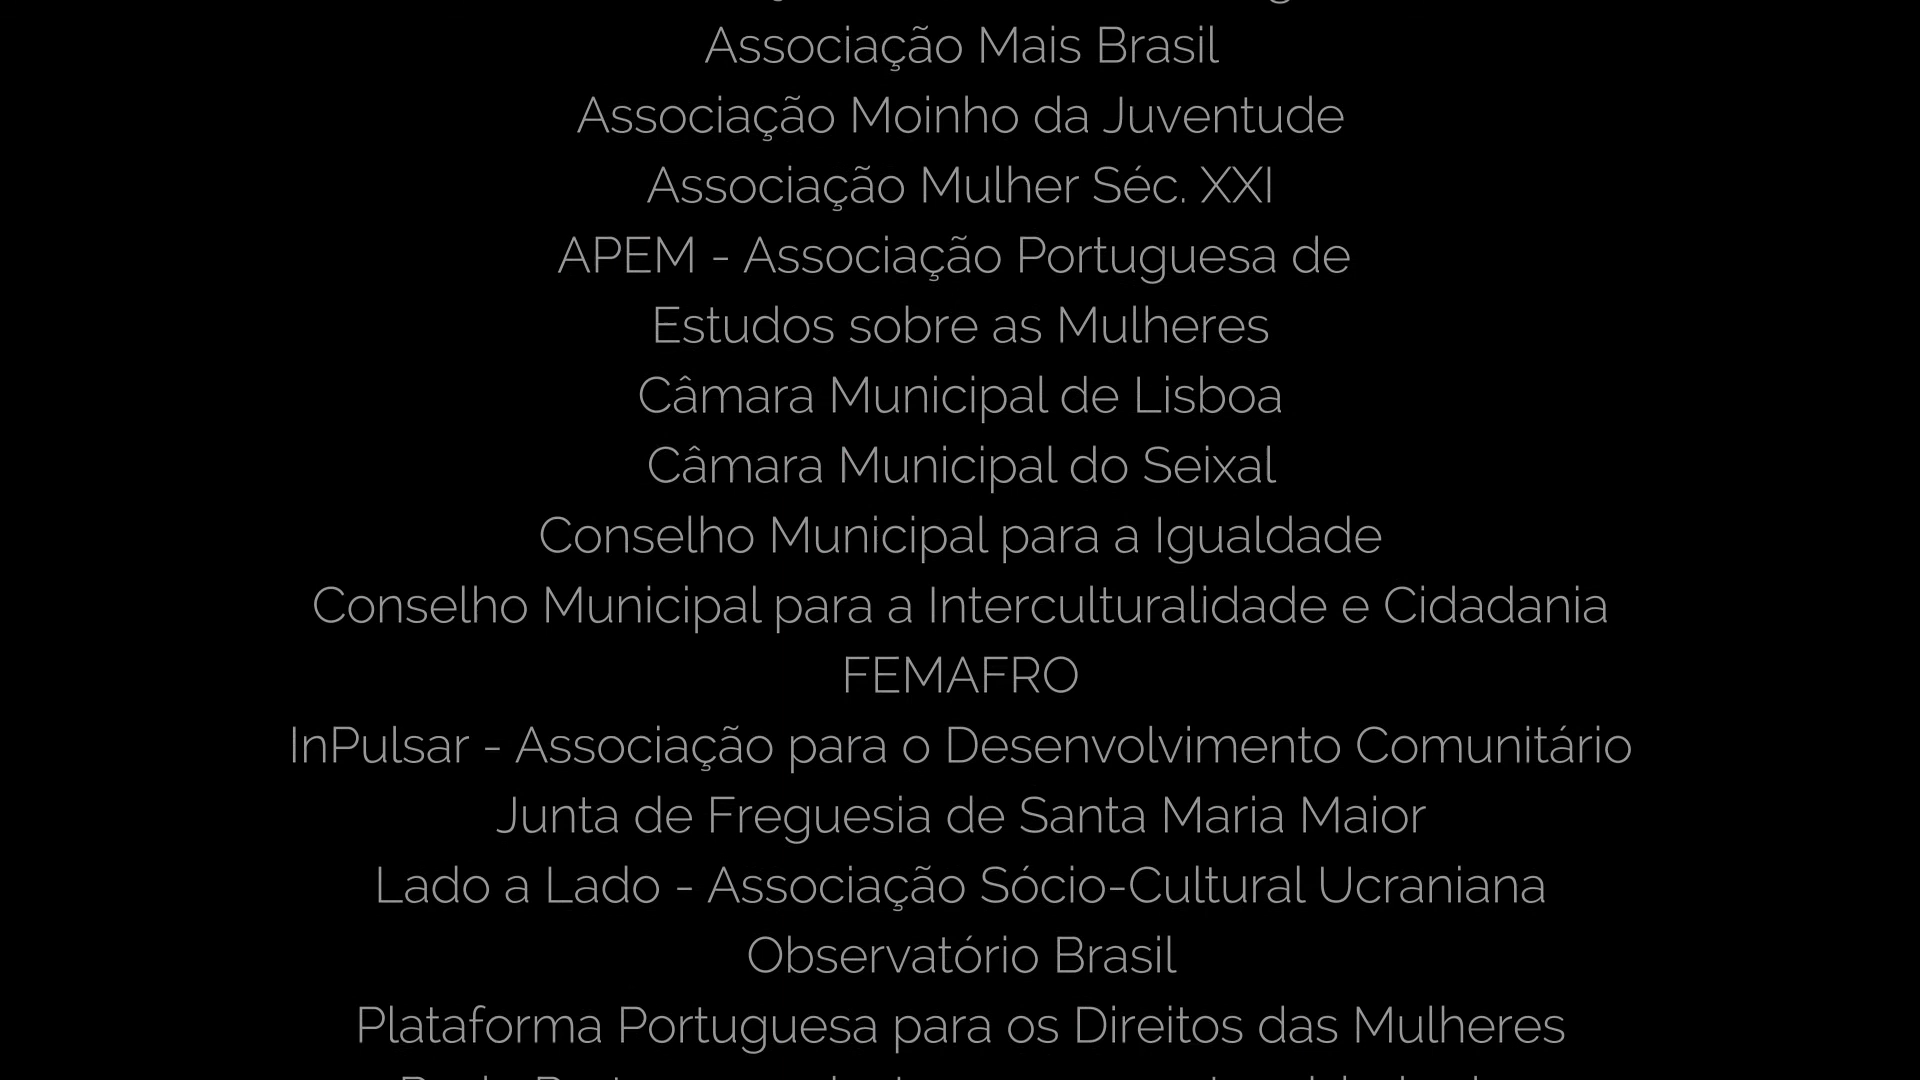 Associação Mais Brasil
Associação Moinho da Juventude
Associação Mulher Séc. XXI
APEM - Associação Portuguesa de
Estudos sobre as Mulheres
Câmara Municipal de Lisboa
Câmara Municipal do Seixal
Conselho Municipal para a Igualdade
Conselho Municipal para a Interculturalidade e Cidadania
FEMAFRO
InPulsar - Associação para o Desenvolvimento Comunitário
Junta de Freguesia de Santa Maria Maior
Lado a Lado - Associação Sócio-Cultural Ucraniana
Observatório Brasil
Plataforma Portuguesa para os Direitos das Mulheres